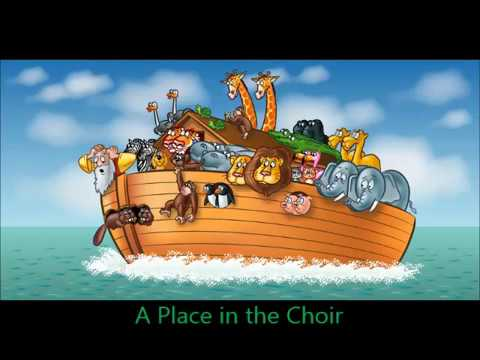 A Place in the Choir